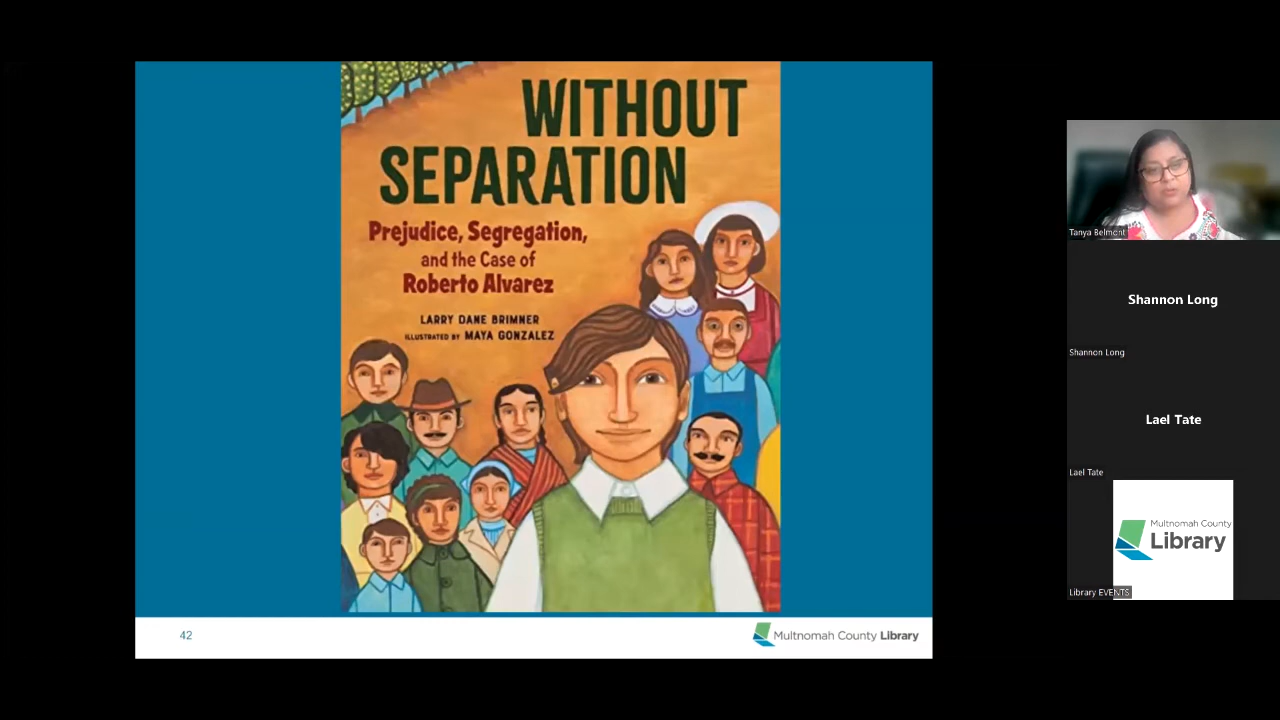 WITHOUT
SEPARATION
Prejudice, Segregation,
and the Case of
Roberto Alvarez
LARRY DANE BRIMNER
ILLUSTRATED BY MAYA GONZALEZ
42
Multnomah County Library
Tanya Belmont
Shannon Long
Shannon Long
Lael Tate
Lael Tate
Multnomah County
Library
Library EVENTS